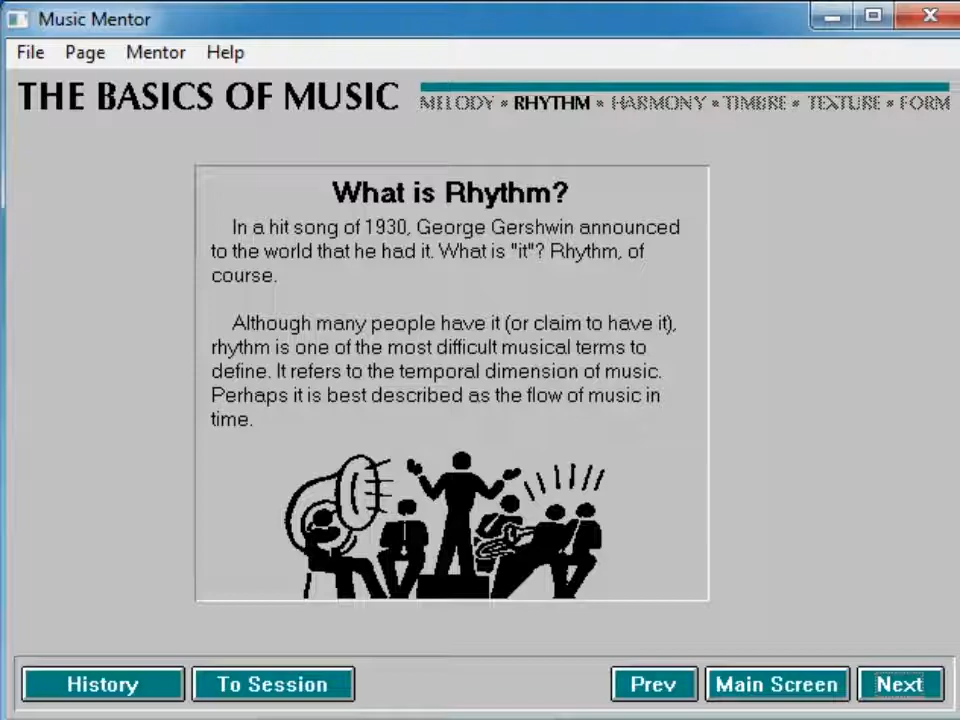 Music Mentor
File Page Mentor Help
THE BASICS OF MUSIC
MELODY • RHYTHM • HARMONY • TIMBRE • TEXTURE • FORM
What is Rhythm?
In a hit song of 1930, George Gershwin announced
to the world that he had it. What is "it"? Rhythm, of
course.
Although many people have it (or claim to have it),
rhythm is one of the most difficult musical terms to
define. It refers to the temporal dimension of music.
Perhaps it is best described as the flow of music in
time.
History To Session Prev Main Screen Next